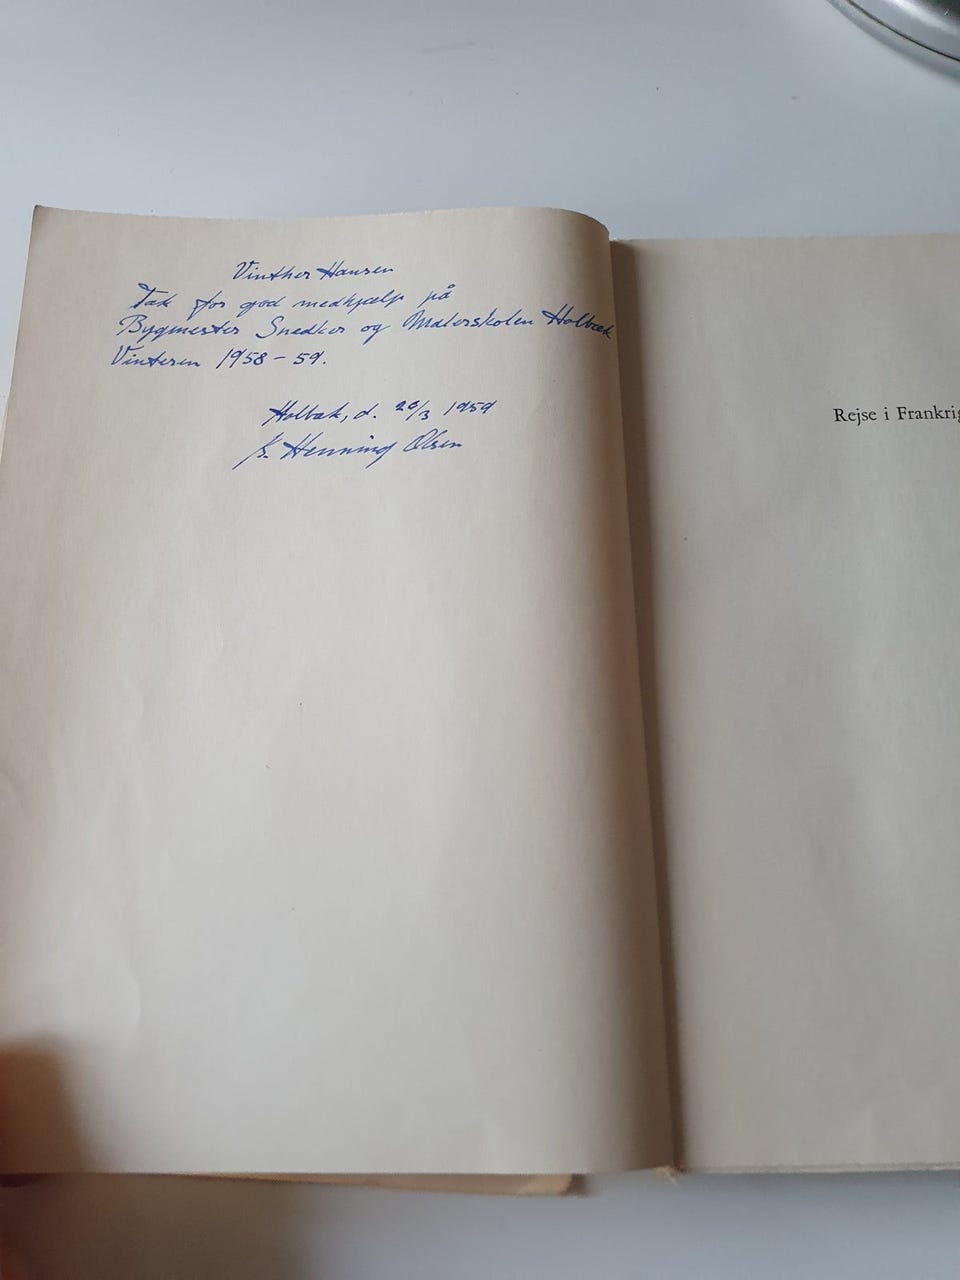 Vinther Hansen
Tak for god medhjælp på
Bygmester Snedker og Malerskolen Holbæk
Vinteren 1958-59.
Holbæk, d. 26/3 1959
Henning Olsen
Rejse i Frankrig